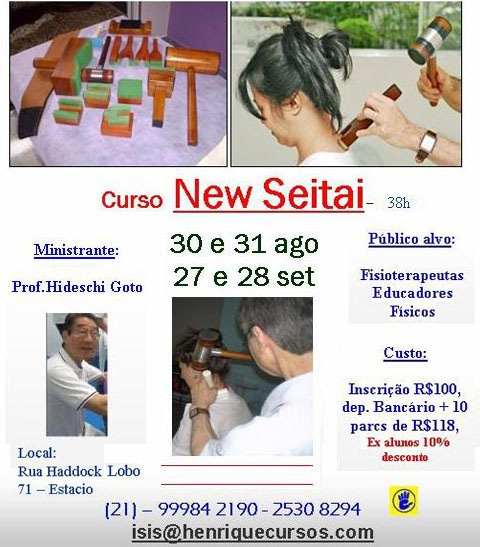 Curso New Seitai – 38h
Ministrante:
Prof.Hideschi Goto
30 e 31 ago
27 e 28 set
Público alvo:
Fisioterapeutas
Educadores
Físicos
Custo:
Inscrição R$100,
dep. Bancário + 10
parcs de R$118,
Ex alunos 10%
desconto
Local:
Rua Haddock Lobo
71 – Estacio
(21) – 99984 2190 - 2530 8294
isis@henriquecursos.com